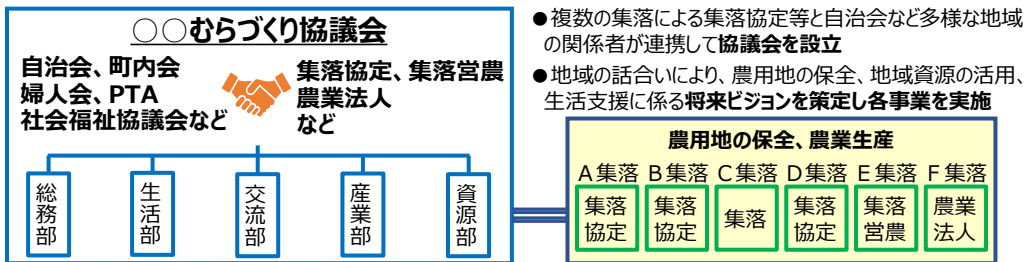 ○○むらづくり協議会
自治会、町内会
婦人会、PTA
社会福祉協議会など
集落協定、集落営農
農業法人
など
総務部
生活部
交流部
産業部
資源部
●複数の集落による集落協定等と自治会など多様な地域
の関係者が連携して協議会を設立
●地域の話合いにより、農用地の保全、地域資源の活用、
生活支援に係る将来ビジョンを策定し各事業を実施
農用地の保全、農業生産
A集落 B集落 C集落 D集落 E集落 F集落
集落
協定
集落
協定
集落
集落
協定
集落
営農
農業
法人